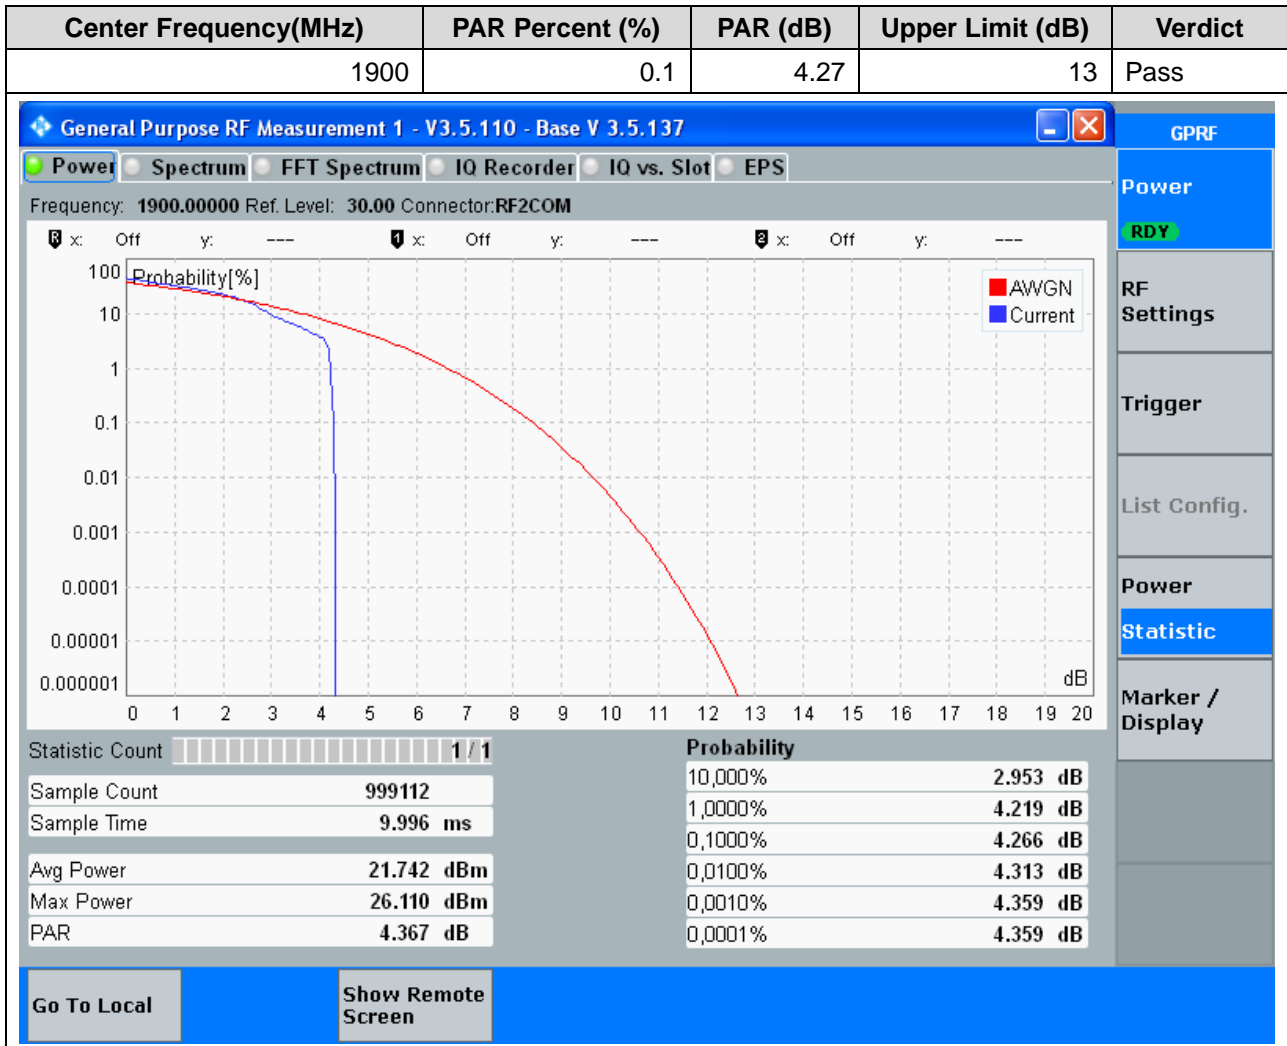 Center Frequency(MHz) PAR Percent (%) PAR (dB) Upper Limit (dB) Verdict
1900 0.1 4.27 13 Pass
General Purpose RF Measurement 1 - V3.5.110 - Base V 3.5.137
GPRF
Power Spectrum FFT Spectrum IQ Recorder IQ vs. Slot EPS
Power
RDY
Frequency: 1900.00000 Ref. Level: 30.00 Connector:RF2COM
R x: Off y: --- 1 x: Off y: --- 2 x: Off y: ---
Probability[%]
AWGN
Current
100
10
1
0.1
0.01
0.001
0.0001
0.00001
0.000001
dB
0 1 2 3 4 5 6 7 8 9 10 11 12 13 14 15 16 17 18 19 20
RF
Settings
Trigger
List Config.
Power
Statistic
Marker /
Display
Statistic Count 1 / 1
Sample Count 999112
Sample Time 9.996 ms
Avg Power 21.742 dBm
Max Power 26.110 dBm
PAR 4.367 dB
Probability
10,000% 2.953 dB
1,0000% 4.219 dB
0,1000% 4.266 dB
0,0100% 4.313 dB
0,0010% 4.359 dB
0,0001% 4.359 dB
Go To Local
Show Remote
Screen